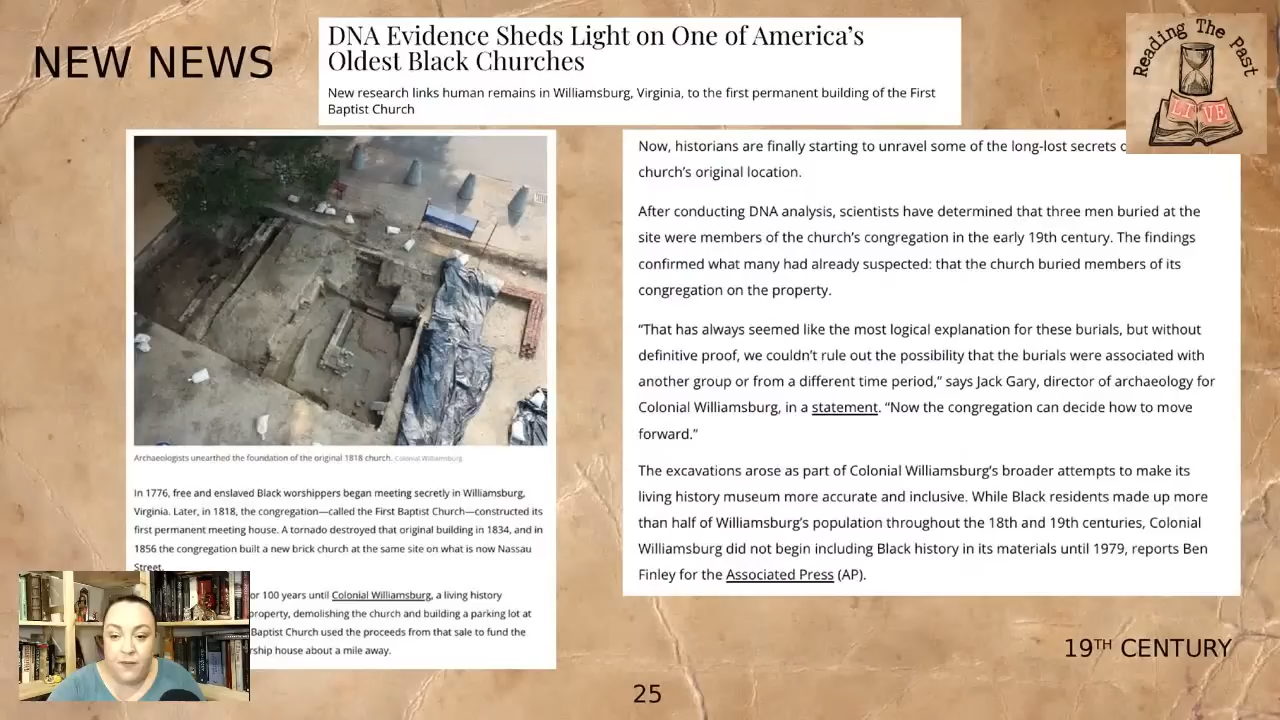 NEW NEWS
DNA Evidence Sheds Light on One of America’s
Oldest Black Churches
New research links human remains in Williamsburg, Virginia, to the first permanent building of the First
Baptist Church
Reading The Past
LIVE
Archaeologists unearthed the foundation of the original 1818 church. Colonial Williamsburg
In 1776, free and enslaved Black worshippers began meeting secretly in Williamsburg,
Virginia. Later, in 1818, the congregation—called the First Baptist Church—constructed its
first permanent meeting house. A tornado destroyed that original building in 1834, and in
1856 the congregation built a new brick church at the same site on what is now Nassau
Street.
or 100 years until Colonial Williamsburg, a living history
property, demolishing the church and building a parking lot at
Baptist Church used the proceeds from that sale to fund the
rship house about a mile away.
Now, historians are finally starting to unravel some of the long-lost secrets
church’s original location.
After conducting DNA analysis, scientists have determined that three men buried at the
site were members of the church’s congregation in the early 19th century. The findings
confirmed what many had already suspected: that the church buried members of its
congregation on the property.
“That has always seemed like the most logical explanation for these burials, but without
definitive proof, we couldn’t rule out the possibility that the burials were associated with
another group or from a different time period,” says Jack Gary, director of archaeology for
Colonial Williamsburg, in a statement. “Now the congregation can decide how to move
forward.”
The excavations arose as part of Colonial Williamsburg’s broader attempts to make its
living history museum more accurate and inclusive. While Black residents made up more
than half of Williamsburg’s population throughout the 18th and 19th centuries, Colonial
Williamsburg did not begin including Black history in its materials until 1979, reports Ben
Finley for the Associated Press (AP).
19TH CENTURY
25